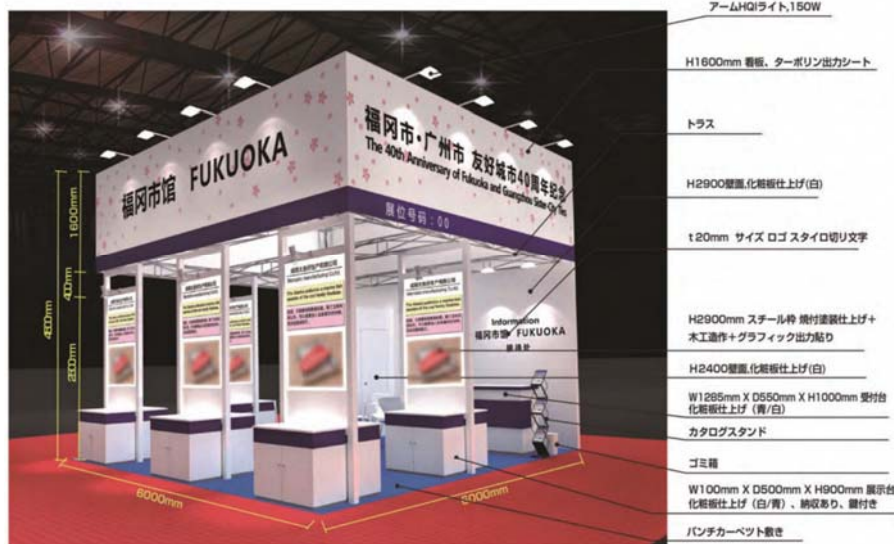 アームHQIライト,150W
H1600mm 看板、ターポリン出力シート
トラス
H2900壁面,化粧板仕上げ(白)
t 20mm サイズ ロゴ スタイロ切り文字
H2900mm スチール枠 焼付塗装仕上げ+
木工造作+グラフィック出力貼り
H2400壁面,化粧板仕上げ(白)
W1285mm X D550mm X H1000mm 受付台
化粧板仕上げ(青/白)
カタログスタンド
ゴミ箱
W100mm X D500mm X H900mm 展示台
化粧板仕上げ(白/青)、納収あり、鍵付き
パンチカーペット敷き
福冈市馆 FUKUOKA
福冈市・广州市 友好城市40周年纪念
The 40th Anniversary of Fukuoka and Guangzhou Sister-City Ties
展位号码:00
Information
福冈市馆 FUKUOKA
1600mm
400mm
4800mm
6000mm